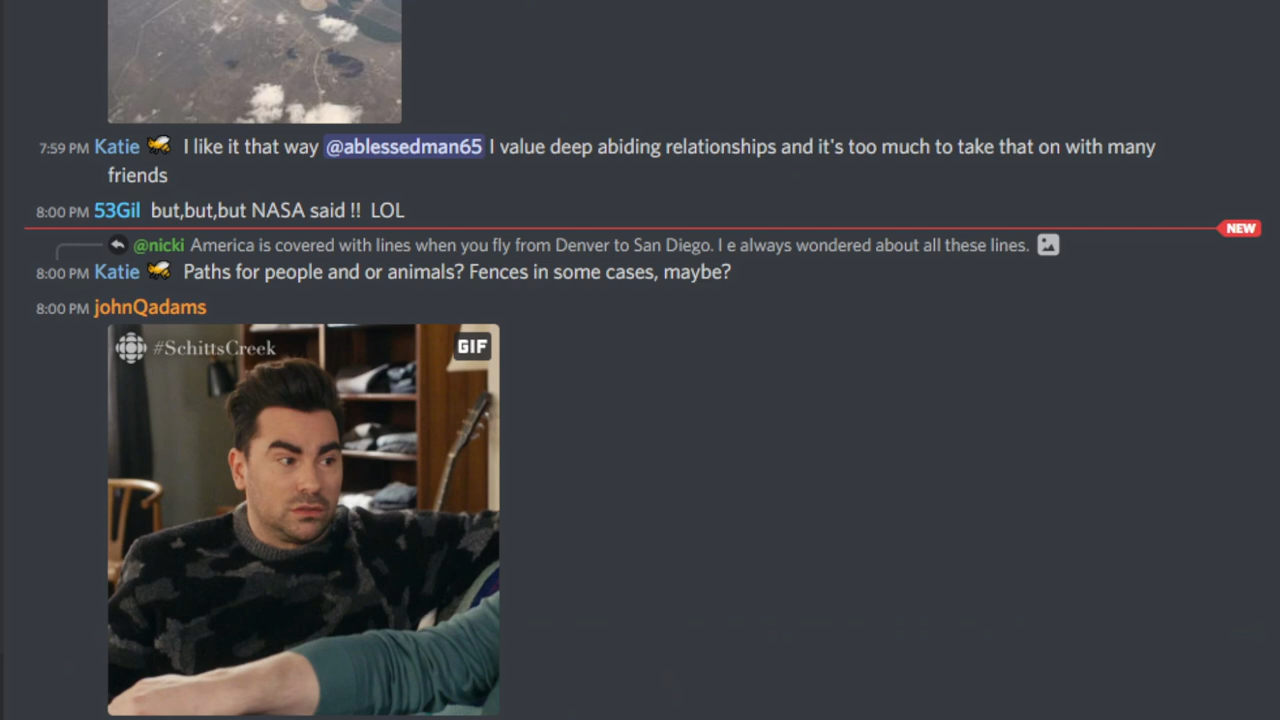 7:59 PM Katie I like it that way @ablessedman65 I value deep abiding relationships and it's too much to take that on with many
friends
8:00 PM 53Gil but,but,but NASA said !! LOL
NEW
@nicki America is covered with lines when you fly from Denver to San Diego. I e always wondered about all these lines.
8:00 PM Katie Paths for people and or animals? Fences in some cases, maybe?
8:00 PM johnQadams
#SchittsCreek GIF